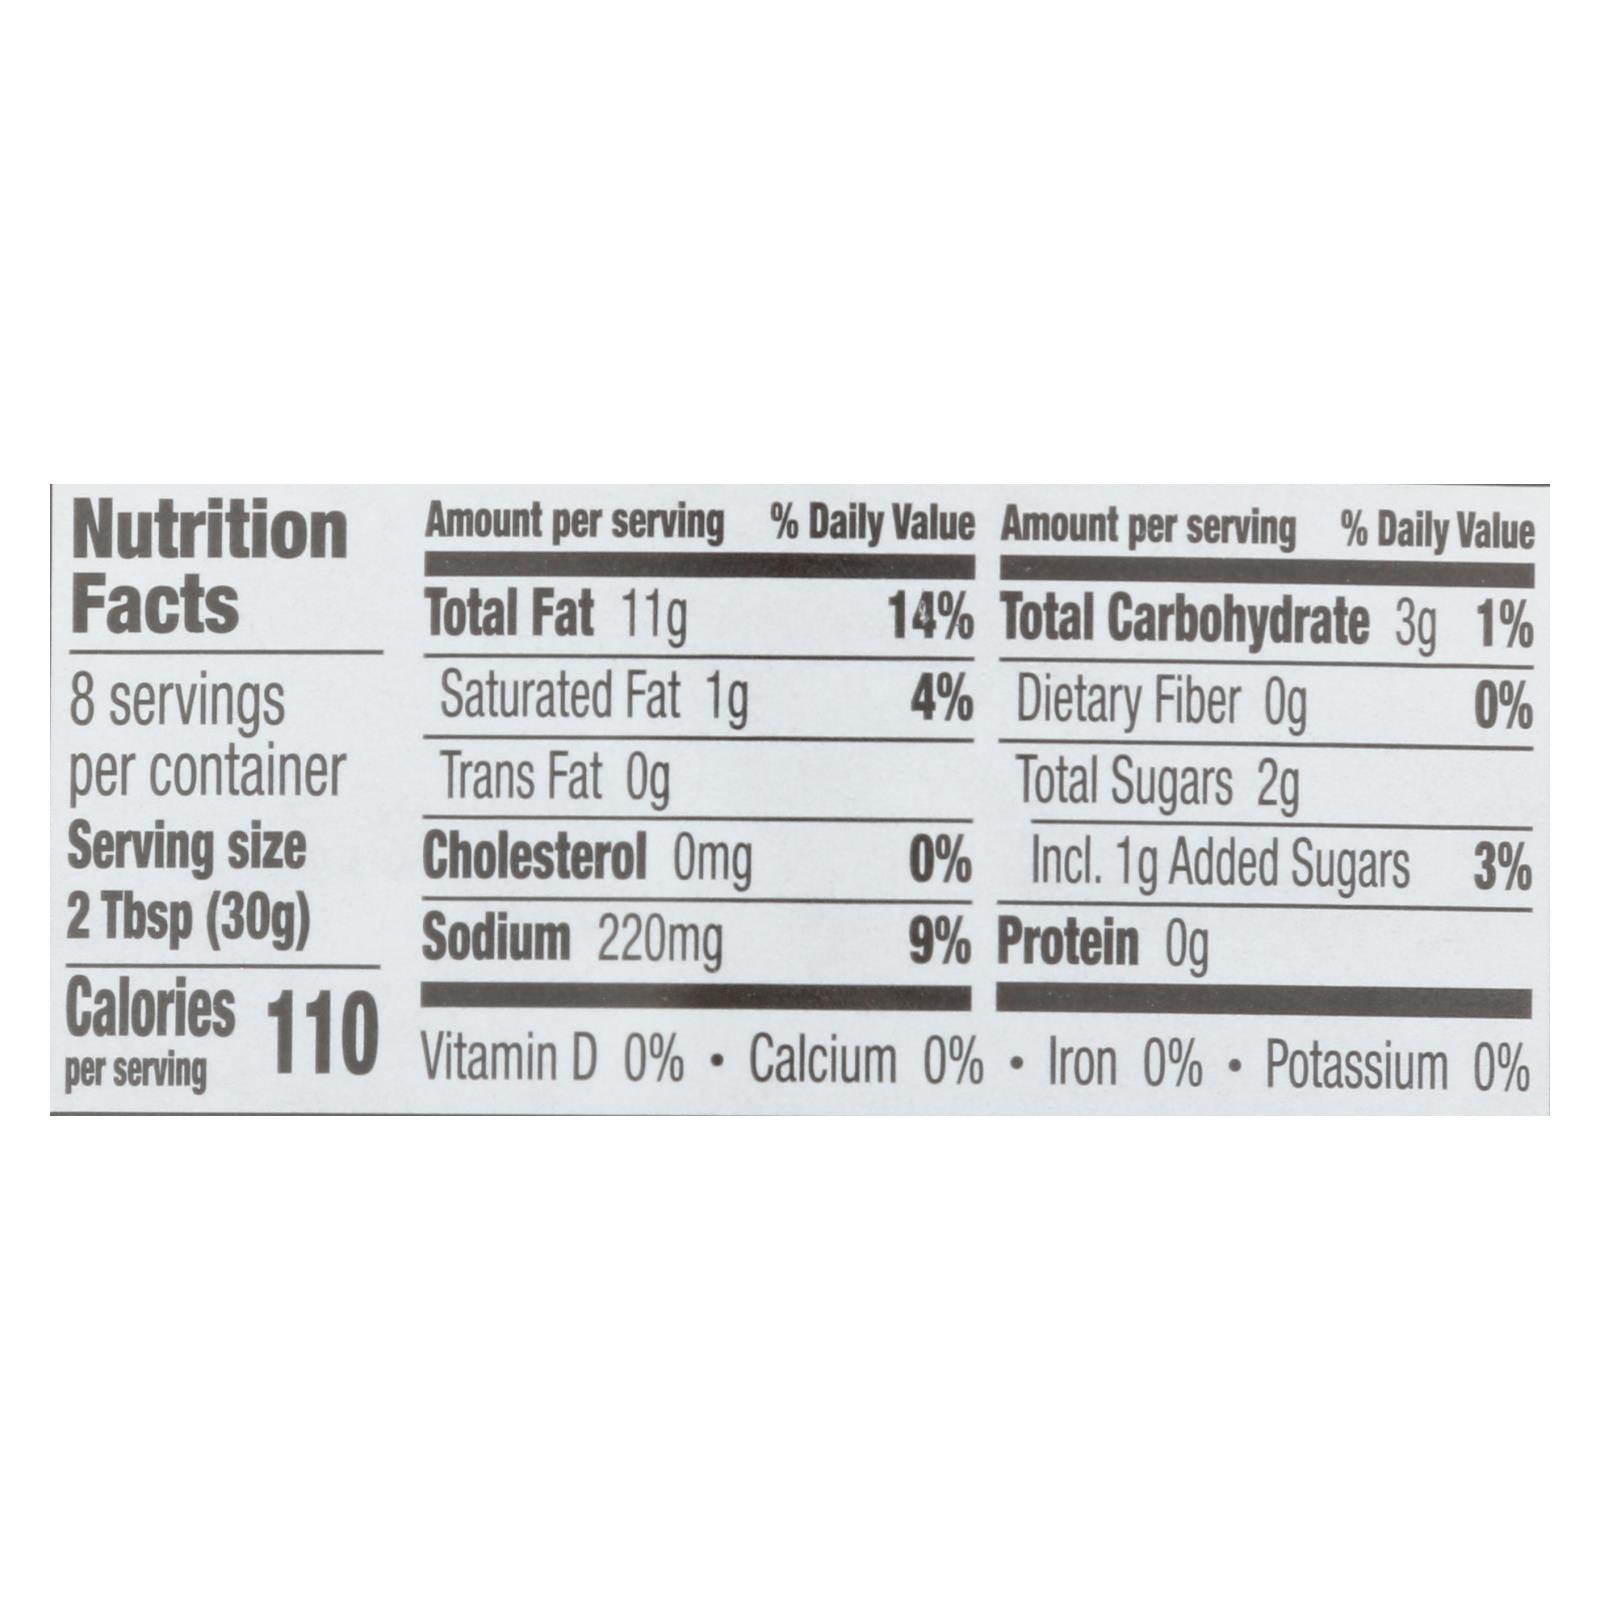 Nutrition
Facts
8 servings
per container
Serving size
2 Tbsp (30g)
Calories 110
per serving
Amount per serving % Daily Value
Total Fat 11g 14%
Saturated Fat 1g 4%
Trans Fat 0g
Cholesterol 0mg 0%
Sodium 220mg 9%
Amount per serving % Daily Value
Total Carbohydrate 3g 1%
Dietary Fiber 0g 0%
Total Sugars 2g
Incl. 1g Added Sugars 3%
Protein 0g
Vitamin D 0% • Calcium 0% • Iron 0% • Potassium 0%